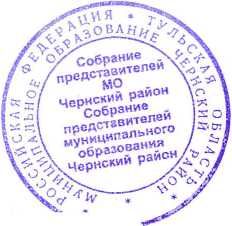 РОССИЙСКАЯ ФЕДЕРАЦИЯ * ТУЛЬСКАЯ ОБЛАСТЬ *
МУНИЦИПАЛЬНОЕ ОБРАЗОВАНИЕ ЧЕРНСКИЙ РАЙОН *
Собрание
представителей
МО
Чернский район
Собрание
представителей
муниципального
образования
Чернский район